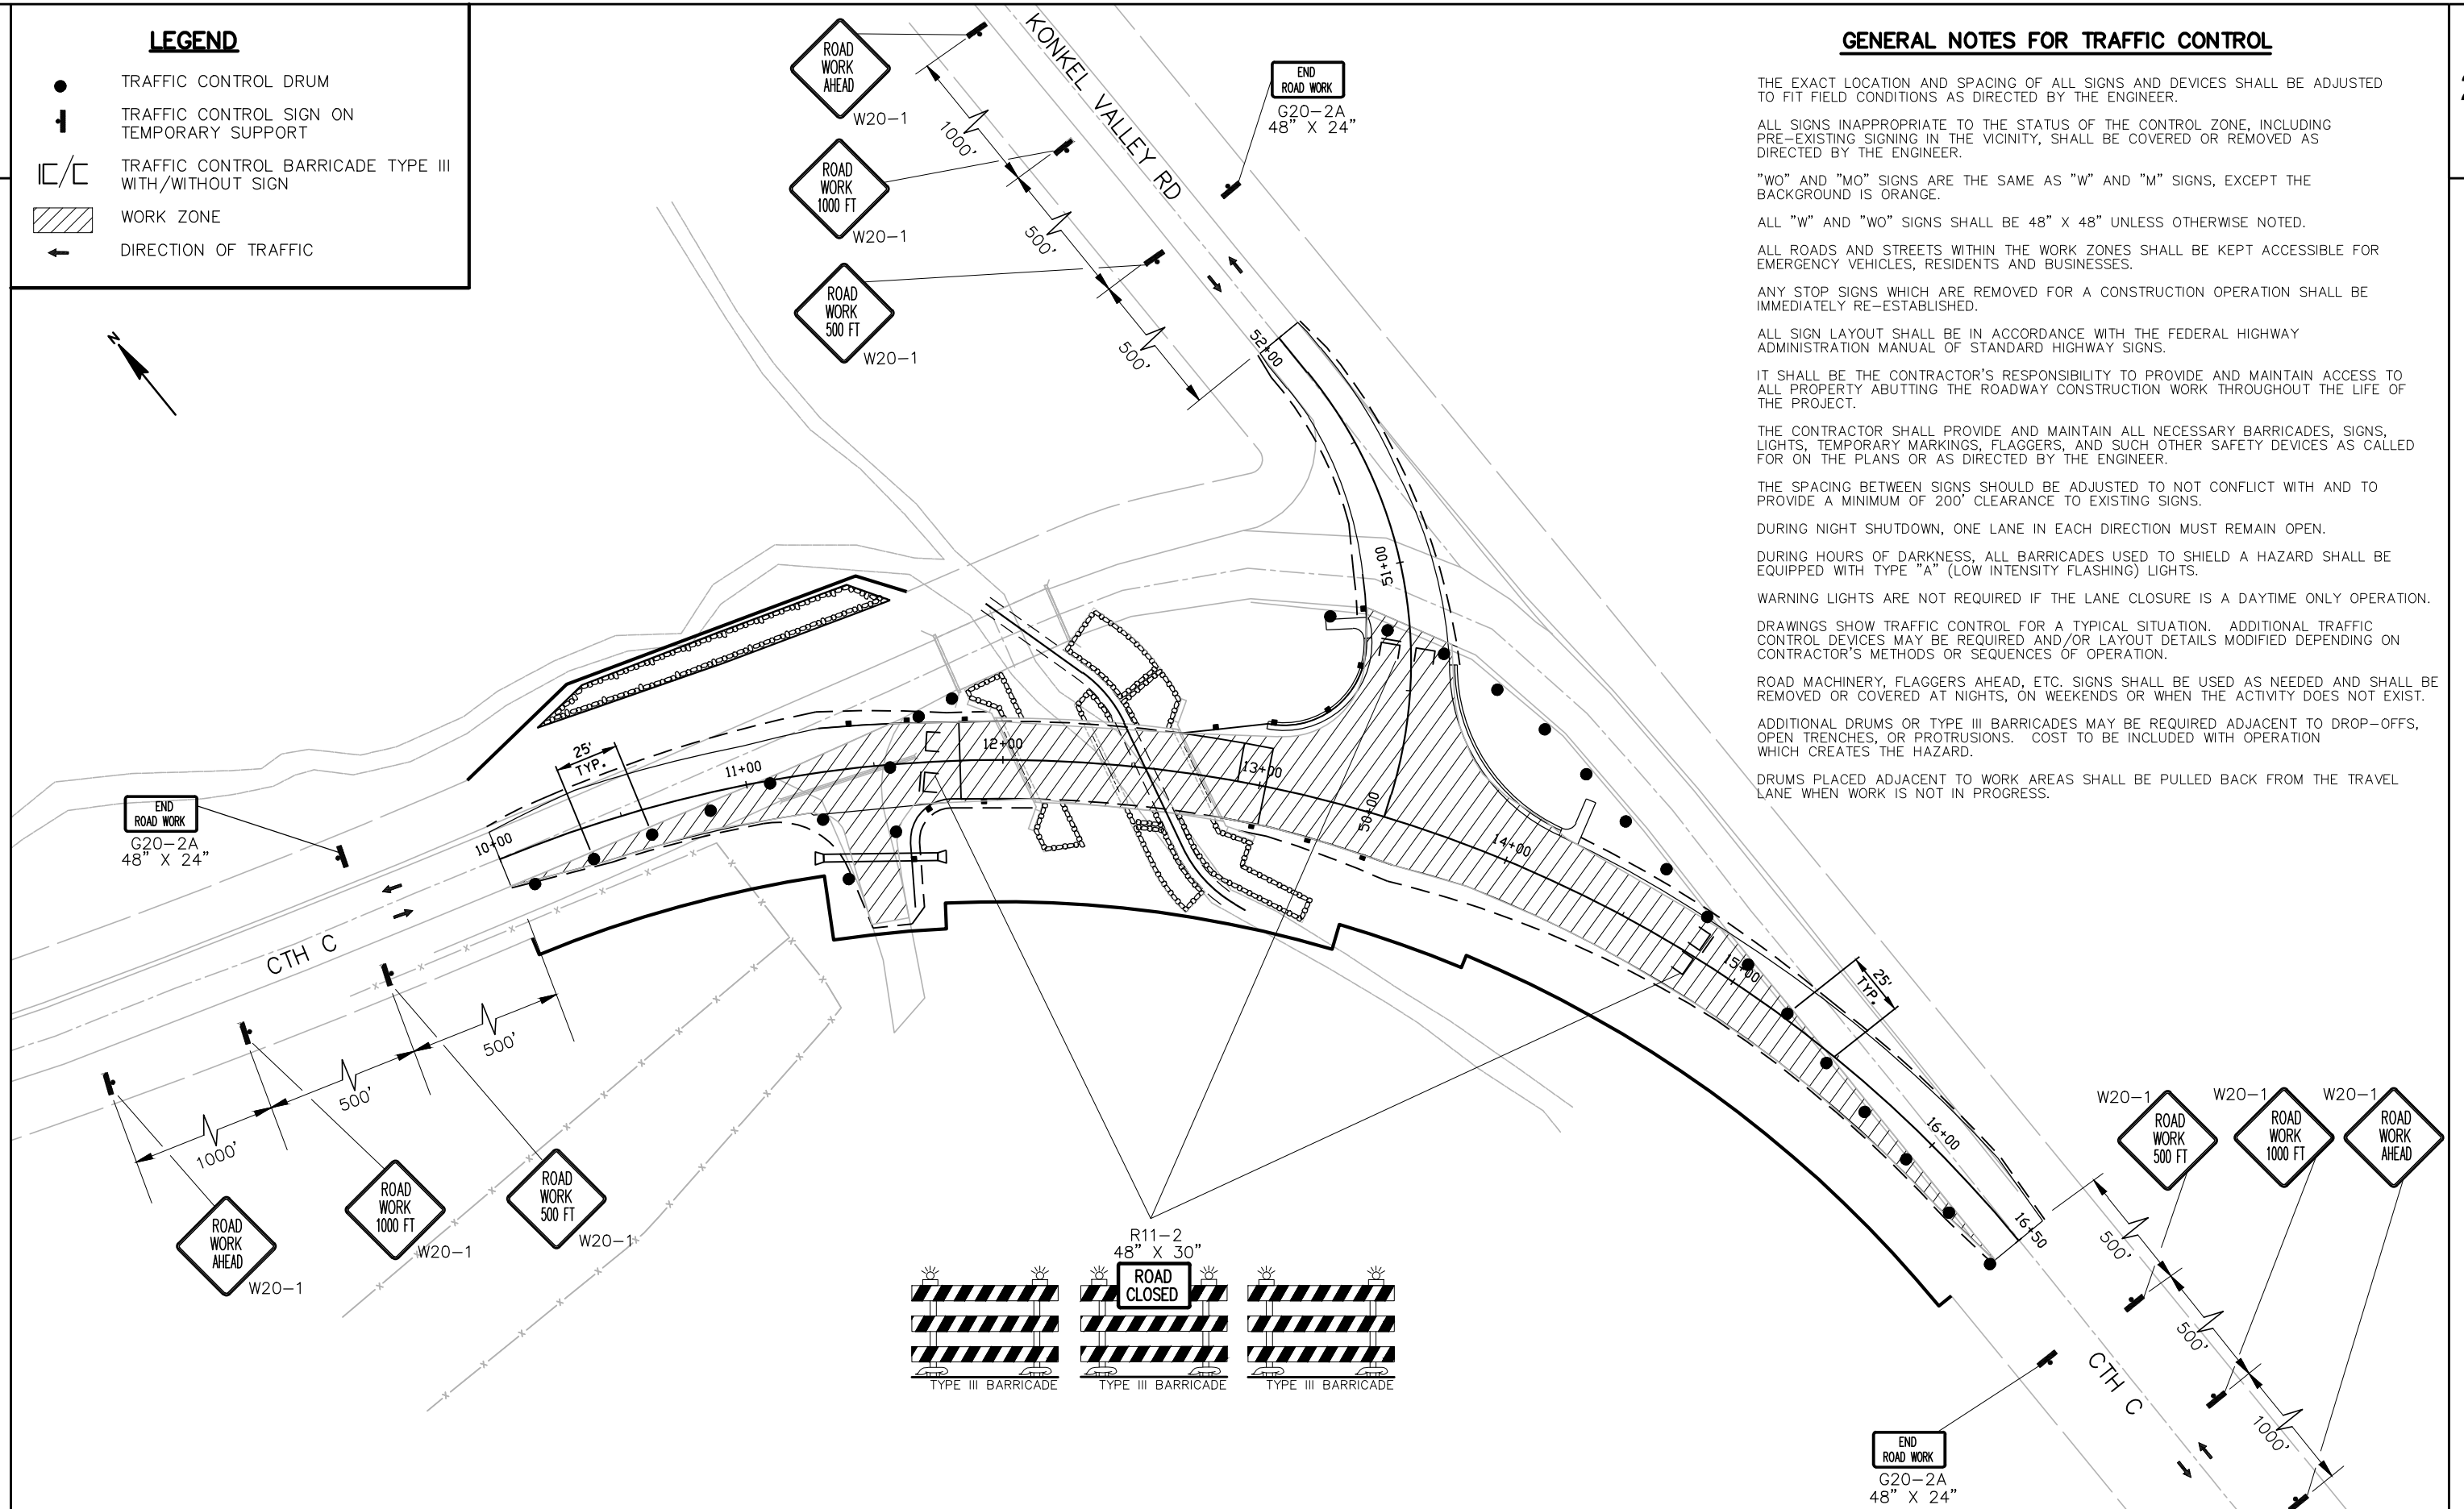 LEGEND
TRAFFIC CONTROL DRUM
TRAFFIC CONTROL SIGN ON
TEMPORARY SUPPORT
TRAFFIC CONTROL BARRICADE TYPE III
WITH/WITHOUT SIGN
WORK ZONE
DIRECTION OF TRAFFIC
N
ROAD
WORK
AHEAD
W20-1
1000'
ROAD
WORK
1000 FT
W20-1
500'
ROAD
WORK
500 FT
W20-1
500'
KONKEL VALLEY RD
END
ROAD WORK
G20-2A
48" X 24"
52+00
51+00
50+00
GENERAL NOTES FOR TRAFFIC CONTROL
THE EXACT LOCATION AND SPACING OF ALL SIGNS AND DEVICES SHALL BE ADJUSTED
TO FIT FIELD CONDITIONS AS DIRECTED BY THE ENGINEER.
ALL SIGNS INAPPROPRIATE TO THE STATUS OF THE CONTROL ZONE, INCLUDING
PRE-EXISTING SIGNING IN THE VICINITY, SHALL BE COVERED OR REMOVED AS
DIRECTED BY THE ENGINEER.
"WO" AND "MO" SIGNS ARE THE SAME AS "W" AND "M" SIGNS, EXCEPT THE
BACKGROUND IS ORANGE.
ALL "W" AND "WO" SIGNS SHALL BE 48" X 48" UNLESS OTHERWISE NOTED.
ALL ROADS AND STREETS WITHIN THE WORK ZONES SHALL BE KEPT ACCESSIBLE FOR
EMERGENCY VEHICLES, RESIDENTS AND BUSINESSES.
ANY STOP SIGNS WHICH ARE REMOVED FOR A CONSTRUCTION OPERATION SHALL BE
IMMEDIATELY RE-ESTABLISHED.
ALL SIGN LAYOUT SHALL BE IN ACCORDANCE WITH THE FEDERAL HIGHWAY
ADMINISTRATION MANUAL OF STANDARD HIGHWAY SIGNS.
IT SHALL BE THE CONTRACTOR'S RESPONSIBILITY TO PROVIDE AND MAINTAIN ACCESS TO
ALL PROPERTY ABUTTING THE ROADWAY CONSTRUCTION WORK THROUGHOUT THE LIFE OF
THE PROJECT.
THE CONTRACTOR SHALL PROVIDE AND MAINTAIN ALL NECESSARY BARRICADES, SIGNS,
LIGHTS, TEMPORARY MARKINGS, FLAGGERS, AND SUCH OTHER SAFETY DEVICES AS CALLED
FOR ON THE PLANS OR AS DIRECTED BY THE ENGINEER.
THE SPACING BETWEEN SIGNS SHOULD BE ADJUSTED TO NOT CONFLICT WITH AND TO
PROVIDE A MINIMUM OF 200' CLEARANCE TO EXISTING SIGNS.
DURING NIGHT SHUTDOWN, ONE LANE IN EACH DIRECTION MUST REMAIN OPEN.
DURING HOURS OF DARKNESS, ALL BARRICADES USED TO SHIELD A HAZARD SHALL BE
EQUIPPED WITH TYPE "A" (LOW INTENSITY FLASHING) LIGHTS.
WARNING LIGHTS ARE NOT REQUIRED IF THE LANE CLOSURE IS A DAYTIME ONLY OPERATION.
DRAWINGS SHOW TRAFFIC CONTROL FOR A TYPICAL SITUATION. ADDITIONAL TRAFFIC
CONTROL DEVICES MAY BE REQUIRED AND/OR LAYOUT DETAILS MODIFIED DEPENDING ON
CONTRACTOR'S METHODS OR SEQUENCES OF OPERATION.
ROAD MACHINERY, FLAGGERS AHEAD, ETC. SIGNS SHALL BE USED AS NEEDED AND SHALL BE
REMOVED OR COVERED AT NIGHTS, ON WEEKENDS OR WHEN THE ACTIVITY DOES NOT EXIST.
ADDITIONAL DRUMS OR TYPE III BARRICADES MAY BE REQUIRED ADJACENT TO DROP-OFFS,
OPEN TRENCHES, OR PROTRUSIONS. COST TO BE INCLUDED WITH OPERATION
WHICH CREATES THE HAZARD.
DRUMS PLACED ADJACENT TO WORK AREAS SHALL BE PULLED BACK FROM THE TRAVEL
LANE WHEN WORK IS NOT IN PROGRESS.
END
ROAD WORK
G20-2A
48" X 24"
25'
TYP.
10+00
11+00
12+00
13+00
14+00
15+00
16+00
16+50
25'
TYP.
CTH C
500'
500'
1000'
ROAD
WORK
AHEAD
W20-1
ROAD
WORK
1000 FT
W20-1
ROAD
WORK
500 FT
W20-1
R11-2
48" X 30"
ROAD
CLOSED
TYPE III BARRICADE
TYPE III BARRICADE
TYPE III BARRICADE
W20-1
ROAD
WORK
500 FT
W20-1
ROAD
WORK
1000 FT
W20-1
ROAD
WORK
AHEAD
500'
500'
1000'
CTH C
END
ROAD WORK
G20-2A
48" X 24"